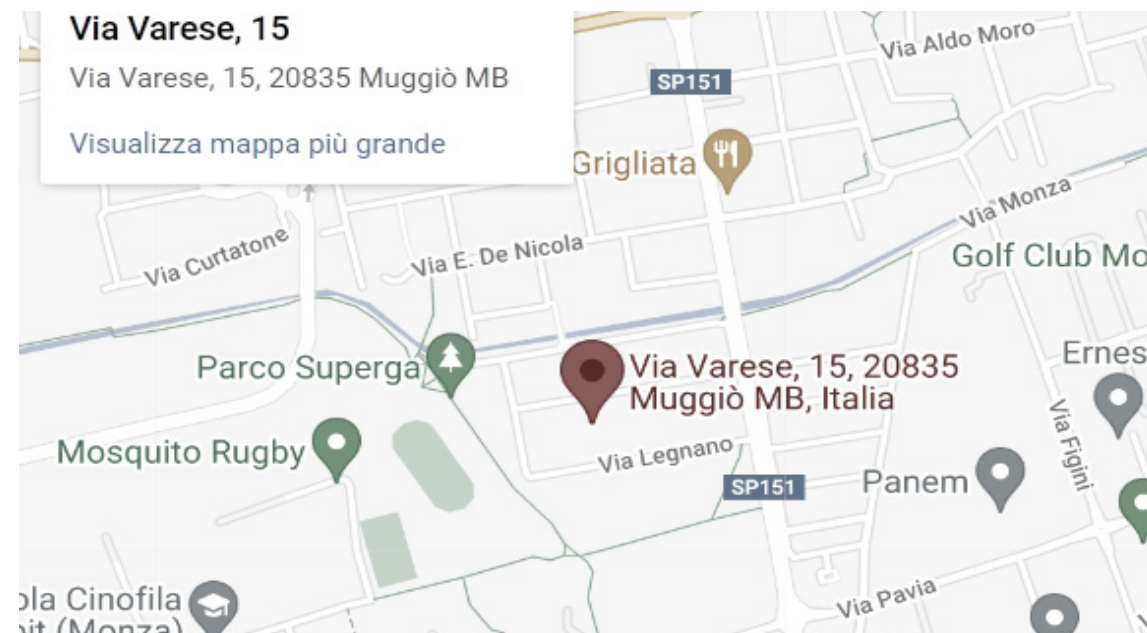 Via Varese, 15
Via Varese, 15, 20835 Muggiò MB
Visualizza mappa più grande
Via Aldo Moro
SP151
Grigliata
Via Monza
Via Curtatone
Via E. De Nicola
Golf Club Mo
Parco Superga
Via Varese, 15, 20835
Muggiò MB, Italia
Ernes
Mosquito Rugby
Via Legnano
Via Figini
SP151
Panem
ola Cinofila
it (Monza)
Via Pavia